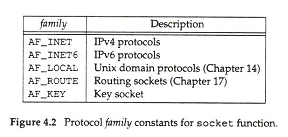 family Description
AF_INET IPv4 protocols
AF_INET6 IPv6 protocols
AF_LOCAL Unix domain protocols (Chapter 14)
AF_ROUTE Routing sockets (Chapter 17)
AF_KEY Key socket
Figure 4.2 Protocol family constants for socket function.